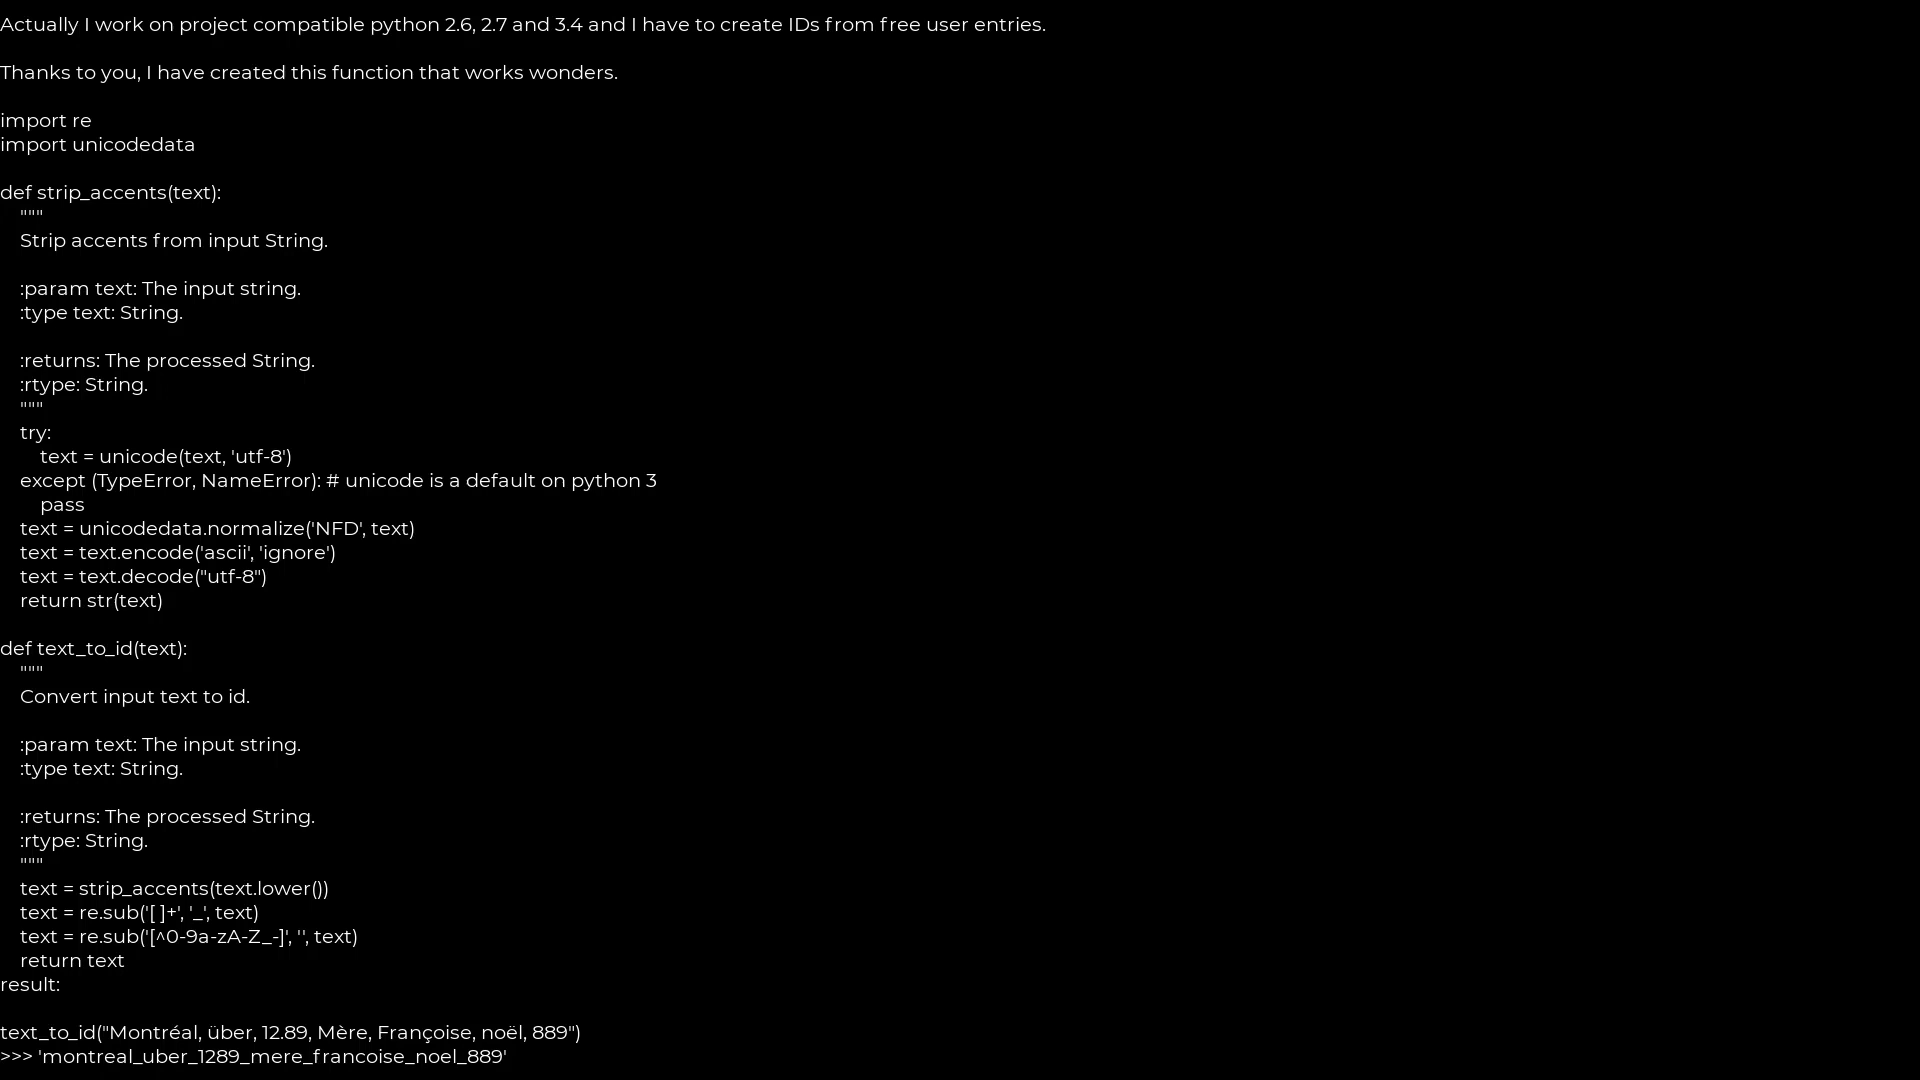 Actually I work on project compatible python 2.6, 2.7 and 3.4 and I have to create IDs from free user entries.

Thanks to you, I have created this function that works wonders.

import re
import unicodedata

def strip_accents(text):
    """
    Strip accents from input String.

    :param text: The input string.
    :type text: String.

    :returns: The processed String.
    :rtype: String.
    """
    try:
        text = unicode(text, 'utf-8')
    except (TypeError, NameError): # unicode is a default on python 3
        pass
    text = unicodedata.normalize('NFD', text)
    text = text.encode('ascii', 'ignore')
    text = text.decode("utf-8")
    return str(text)

def text_to_id(text):
    """
    Convert input text to id.

    :param text: The input string.
    :type text: String.

    :returns: The processed String.
    :rtype: String.
    """
    text = strip_accents(text.lower())
    text = re.sub('[ ]+', '_', text)
    text = re.sub('[^0-9a-zA-Z_-]', '', text)
    return text
result:

text_to_id("Montréal, über, 12.89, Mère, Françoise, noël, 889")
>>> 'montreal_uber_1289_mere_francoise_noel_889'